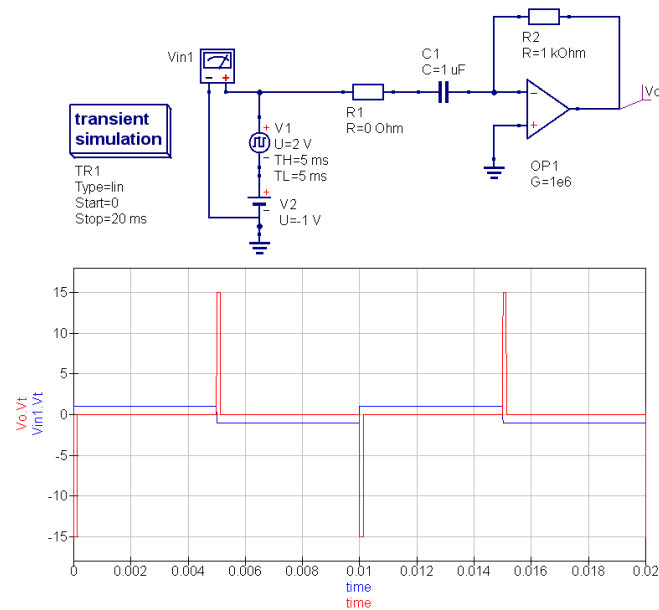 Vin1
R2
R=1 kOhm
C1
C=1 uF
Vo
R1
R=0 Ohm
V1
U=2 V
TH=5 ms
TL=5 ms
V2
U=-1 V
OP1
G=1e6
transient
simulation
TR1
Type=lin
Start=0
Stop=20 ms
Vo.Vt
Vin1.Vt
15
10
5
0
-5
-10
-15
0 0.002 0.004 0.006 0.008 0.01 0.012 0.014 0.016 0.018 0.02
time
time